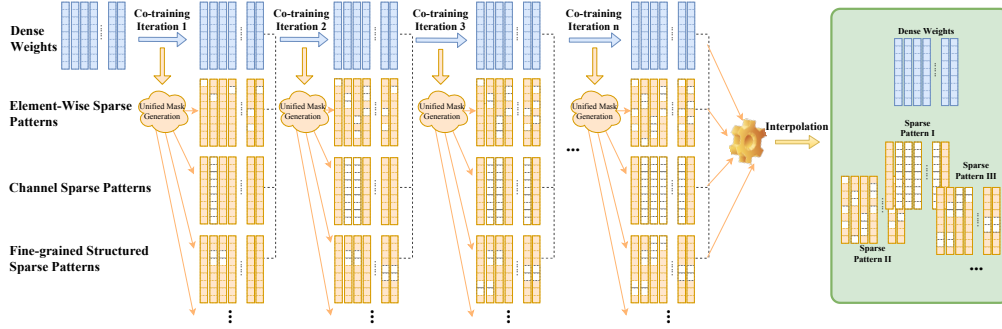 Dense
Weights
Co-training
Iteration 1
Co-training
Iteration 2
Co-training
Iteration 3
Co-training
Iteration n
Element-Wise Sparse
Patterns
Unified Mask
Generation
Unified Mask
Generation
Unified Mask
Generation
Unified Mask
Generation
...
Channel Sparse Patterns
Fine-grained Structured
Sparse Patterns
Interpolation
Dense Weights
Sparse
Pattern I
Sparse
Pattern III
Sparse
Pattern II
...